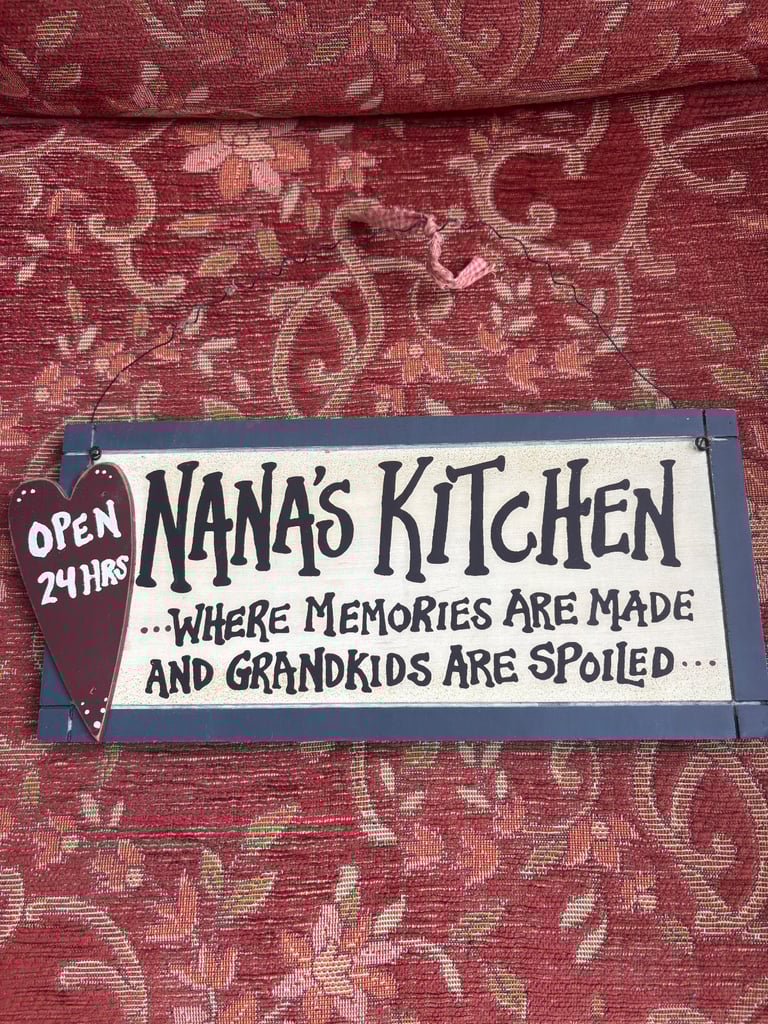 OPEN
24 HRS
NANA'S KITCHEN
...WHERE MEMORIES ARE MADE
AND GRANDKIDS ARE SPOILED...